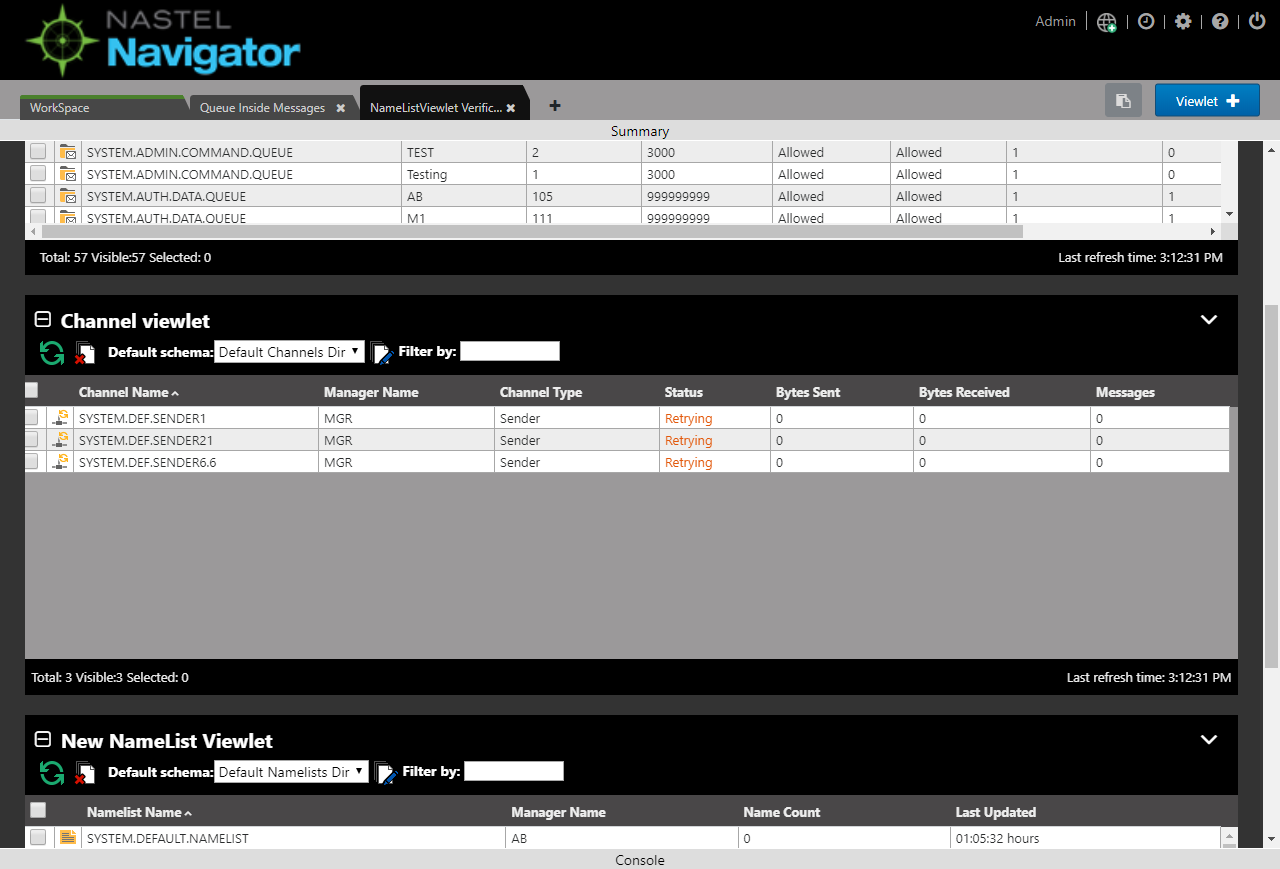 NASTEL
Navigator
Admin
WorkSpace
Queue Inside Messages
NameListViewlet Verific...
Viewlet
Summary
SYSTEM.ADMIN.COMMAND.QUEUE TEST 2 3000 Allowed Allowed 1 0
SYSTEM.ADMIN.COMMAND.QUEUE Testing 1 3000 Allowed Allowed 1 0
SYSTEM.AUTH.DATA.QUEUE AB 105 999999999 Allowed Allowed 1 1
SYSTEM.AUTH.DATA.QUEUE M1 111 999999999 Allowed Allowed 1 1
Total: 57 Visible:57 Selected: 0 Last refresh time: 3:12:31 PM
Channel viewlet
Default schema: Default Channels Dir Filter by:
Channel Name Manager Name Channel Type Status Bytes Sent Bytes Received Messages
SYSTEM.DEF.SENDER1 MGR Sender Retrying 0 0 0
SYSTEM.DEF.SENDER21 MGR Sender Retrying 0 0 0
SYSTEM.DEF.SENDER6.6 MGR Sender Retrying 0 0 0
Total: 3 Visible:3 Selected: 0 Last refresh time: 3:12:31 PM
New NameList Viewlet
Default schema: Default Namelists Dir Filter by:
Namelist Name Manager Name Name Count Last Updated
SYSTEM.DEFAULT.NAMELIST AB 0 01:05:32 hours
Console